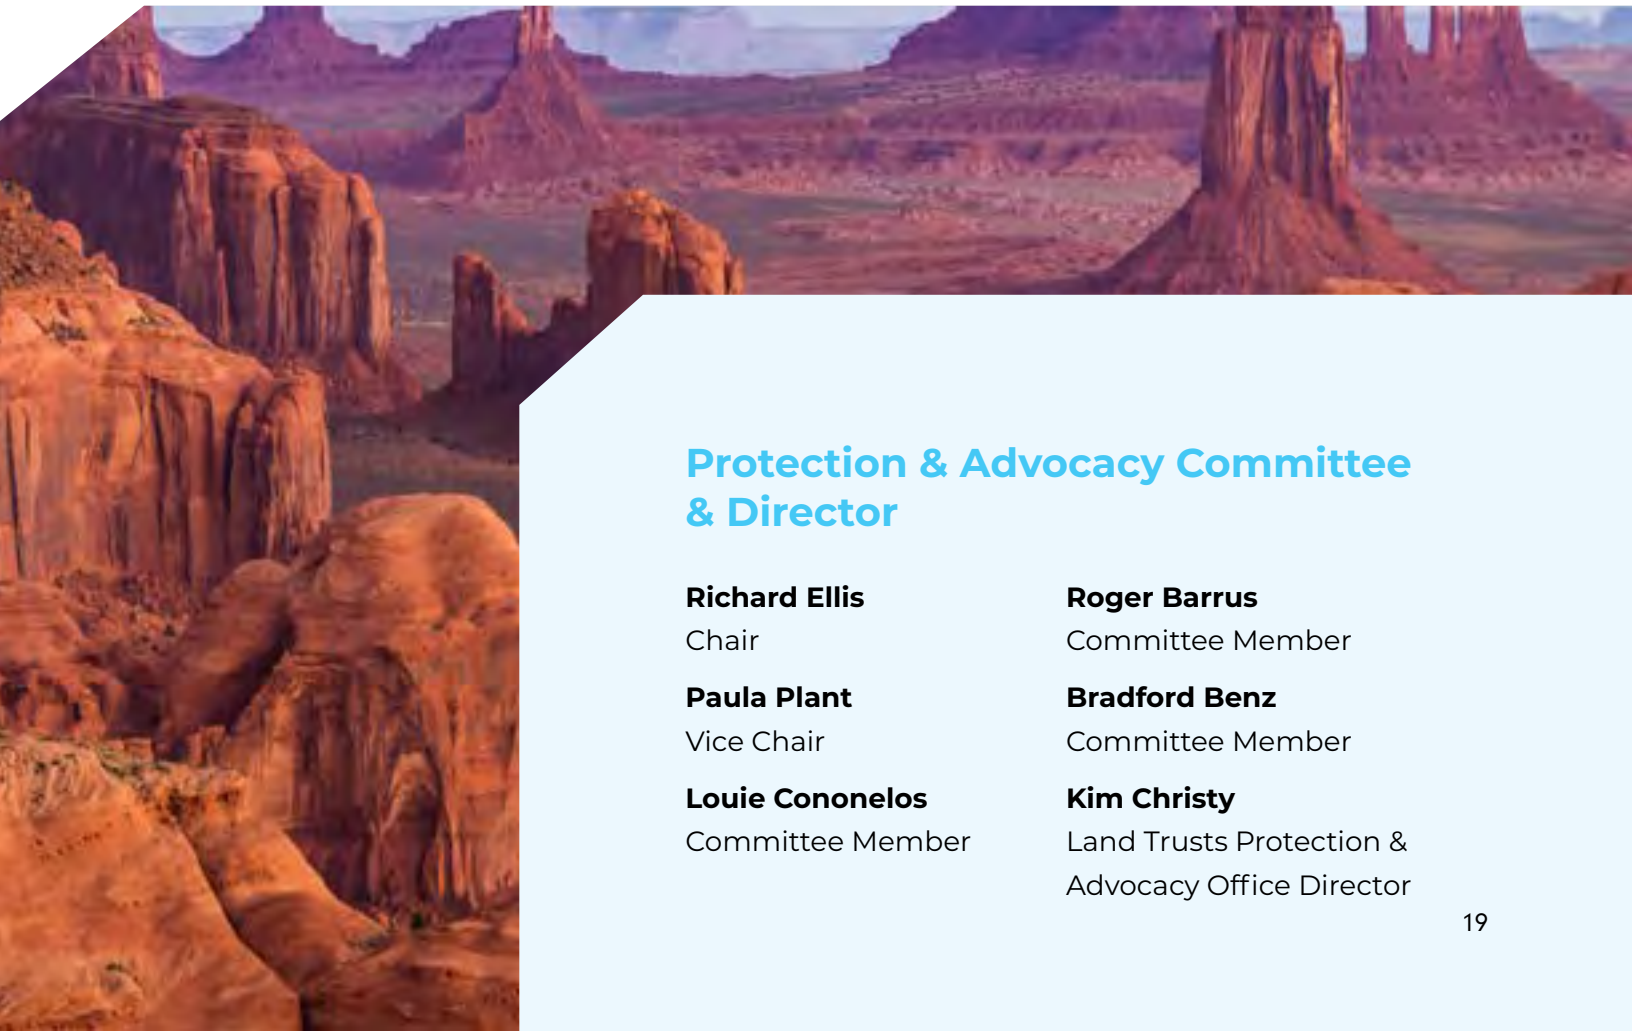 Protection & Advocacy Committee
& Director
Richard Ellis
Chair
Paula Plant
Vice Chair
Louie Cononelos
Committee Member
Roger Barrus
Committee Member
Bradford Benz
Committee Member
Kim Christy
Land Trusts Protection &
Advocacy Office Director
19